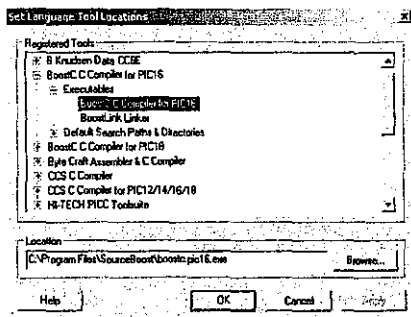 Set Language Tool Locations
Registered Tools
B Knudsen Data CC8E
BoostC C Compiler for PIC16
Executables
BoostC C Compiler for PIC16
BoostLink Linker
Default Search Paths & Directories
BoostC C Compiler for PIC18
Byte Craft Assembler & C Compiler
CCS C Compiler
CCS C Compiler for PIC12/14/16/18
HI-TECH PICC Toolsuite
Location
C:\Program Files\SourceBoost\boostc.pic16.exe
Browse...
Help
OK
Cancel
Apply